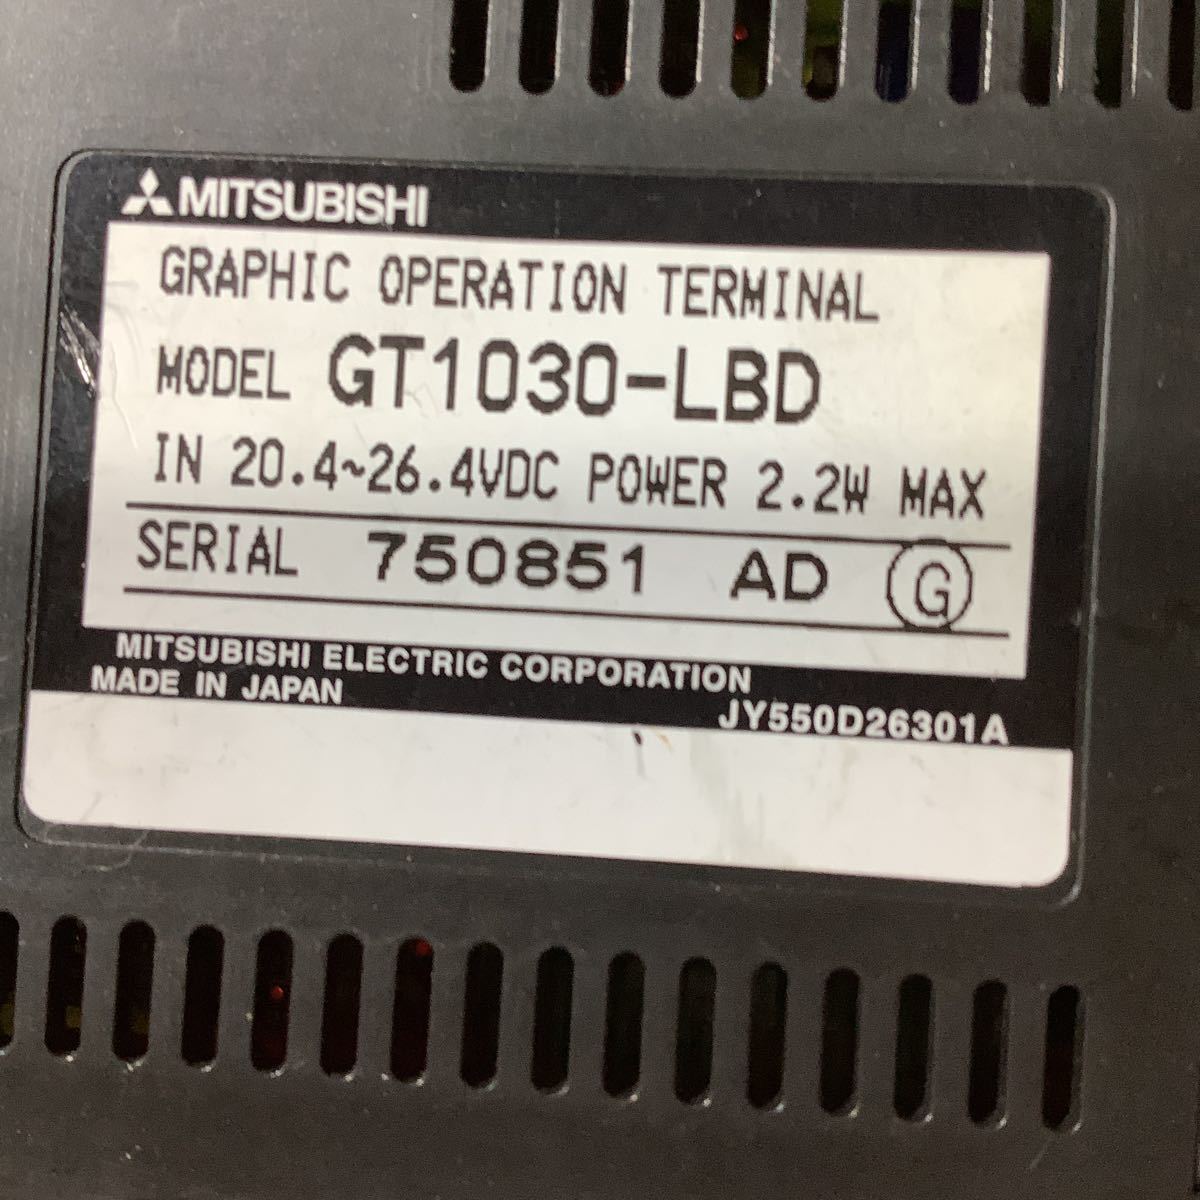 MITSUBISHI
GRAPHIC OPERATION TERMINAL
MODEL GT1030-LBD
IN 20.4~26.4VDC POWER 2.2W MAX
SERIAL 750851 AD G
MITSUBISHI ELECTRIC CORPORATION
MADE IN JAPAN JY550D26301A